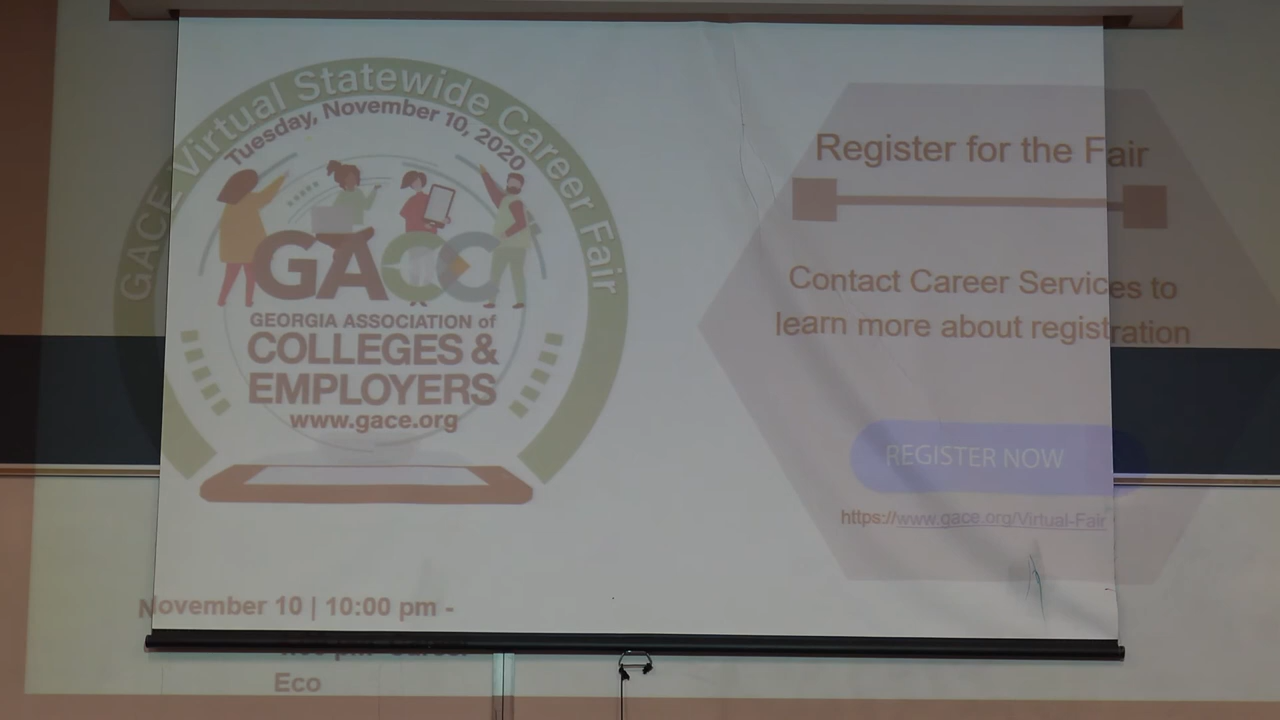 GACE Virtual Statewide Career Fair
Tuesday, November 10, 2020
GACE
GEORGIA ASSOCIATION of
COLLEGES &
EMPLOYERS
www.gace.org
November 10 | 10:00 pm -
Eco
Register for the Fair
Contact Career Services to
learn more about registration
REGISTER NOW
https://www.gace.org/Virtual-Fair